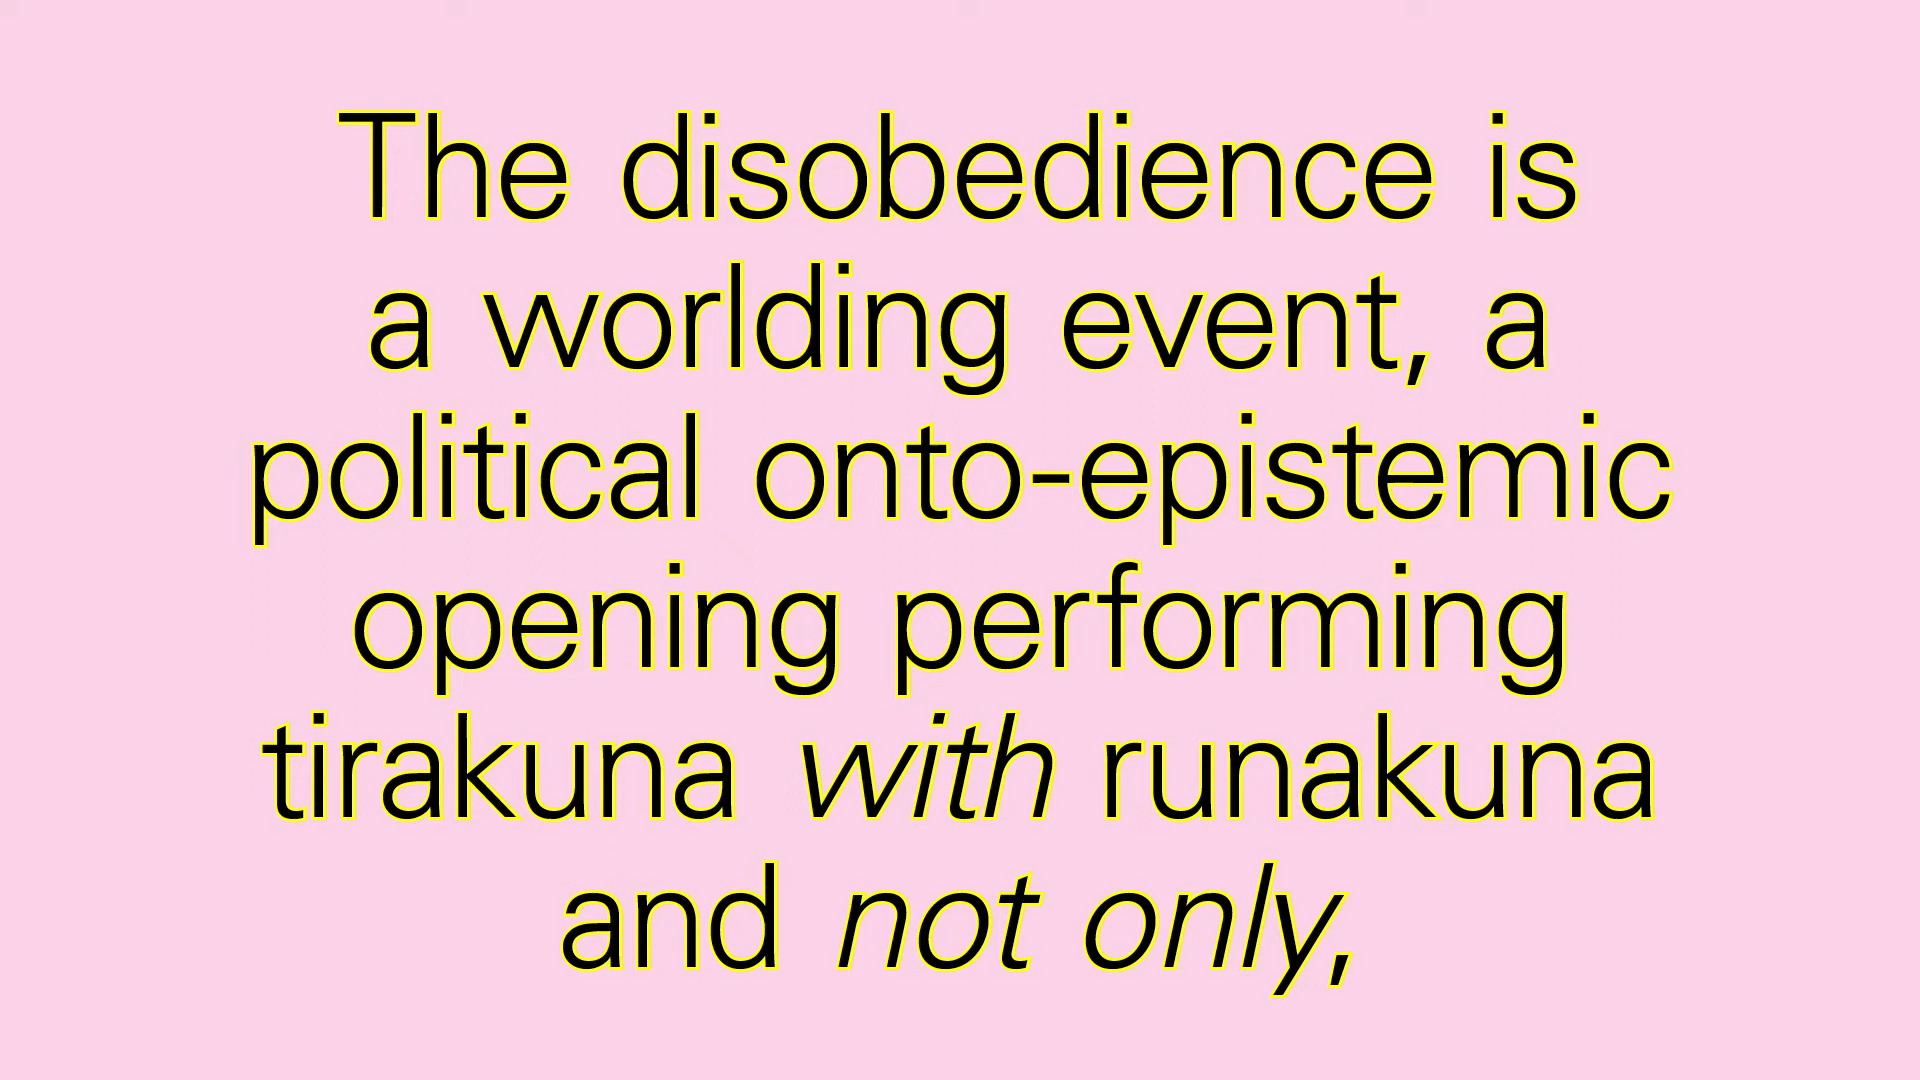 The disobedience is
a worlding event, a
political onto-epistemic
opening performing
tirakuna with runakuna
and not only,